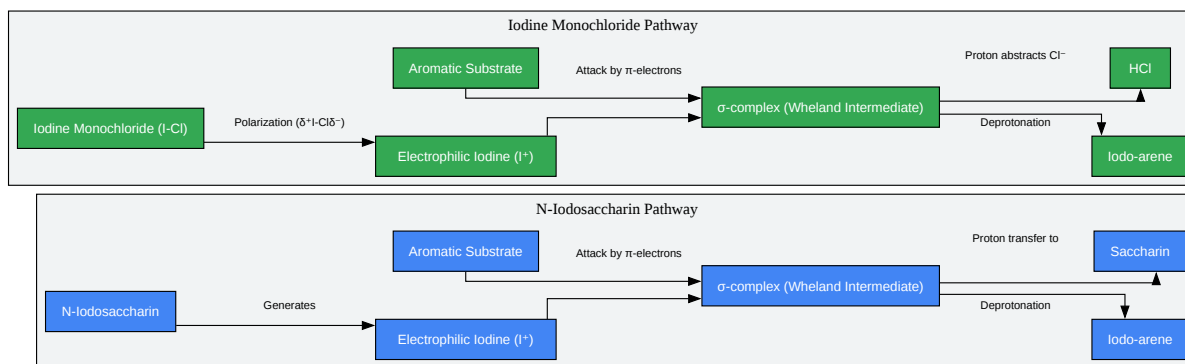 Iodine Monochloride Pathway
Aromatic Substrate
Attack by π-electrons
Proton abstracts Cl⁻
HCl
Iodine Monochloride (I-Cl)
Polarization (δ⁺I-Clδ⁻)
σ-complex (Wheland Intermediate)
Deprotonation
Electrophilic Iodine (I⁺)
Iodo-arene
N-Iodosaccharin Pathway
Aromatic Substrate
Attack by π-electrons
Proton transfer to
Saccharin
N-Iodosaccharin
Generates
σ-complex (Wheland Intermediate)
Deprotonation
Electrophilic Iodine (I⁺)
Iodo-arene